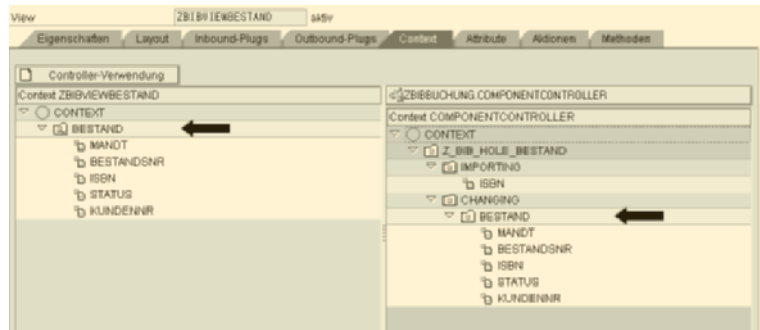 View ZBIBVIEWBESTAND aktiv
Eigenschaften Layout Inbound-Plugs Outbound-Plugs Context Attribute Aktionen Methoden
Controller-Verwendung
Context ZBIBVIEWBESTAND
CONTEXT
BESTAND
MANDT
BESTANDSNR
ISBN
STATUS
KUNDENNR
ZBIBBUCHUNG.COMPONENTCONTROLLER
Context COMPONENTCONTROLLER
CONTEXT
Z_BIB_HOLE_BESTAND
IMPORTING
ISBN
CHANGING
BESTAND
MANDT
BESTANDSNR
ISBN
STATUS
KUNDENNR